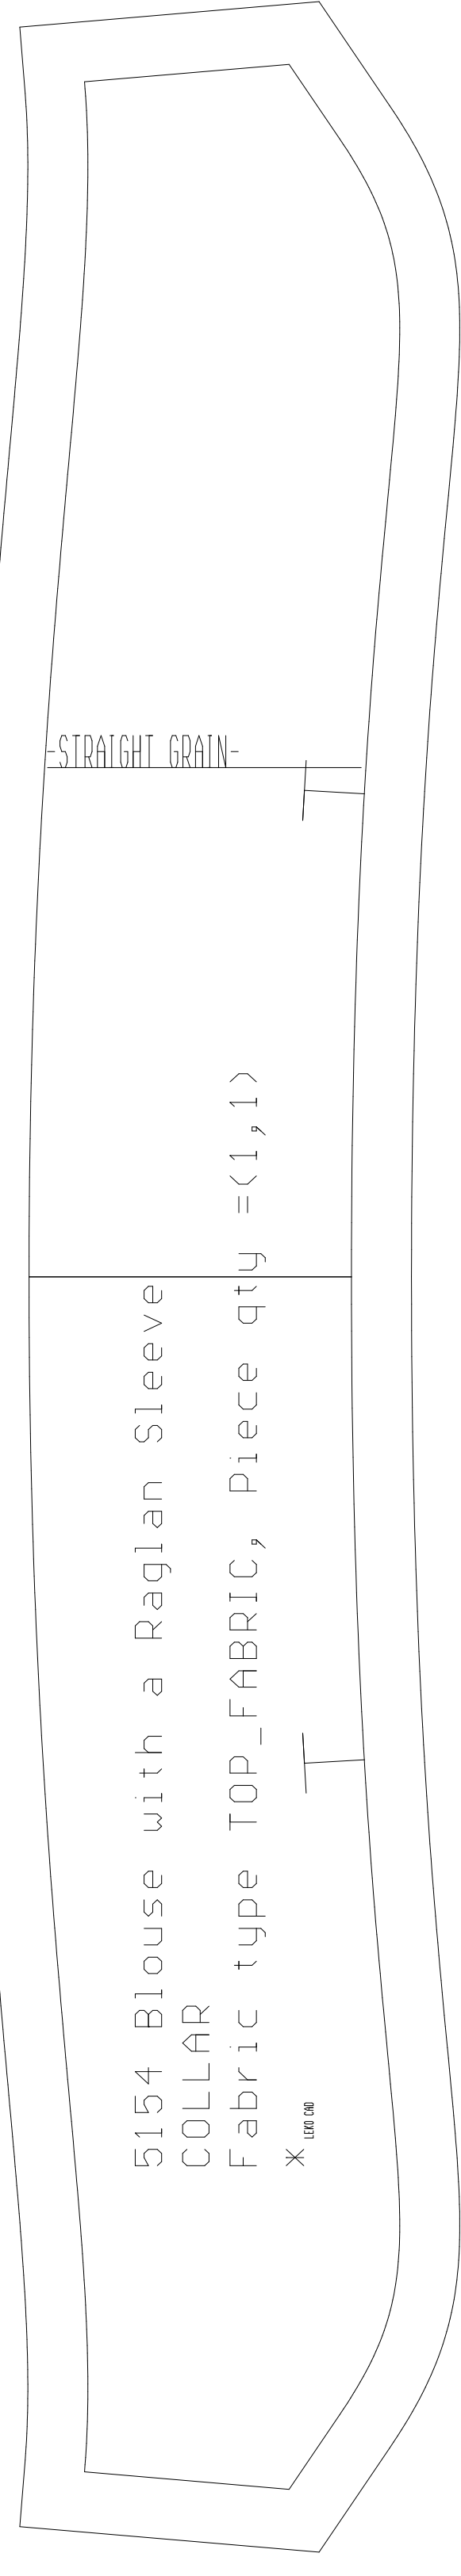 -STRAIGHT GRAIN-
5154 Blouse with a Raglan Sleeve
COLLAR
Fabric type TOP_FABRIC, Piece qty =(1,1)
* LEKO CAD